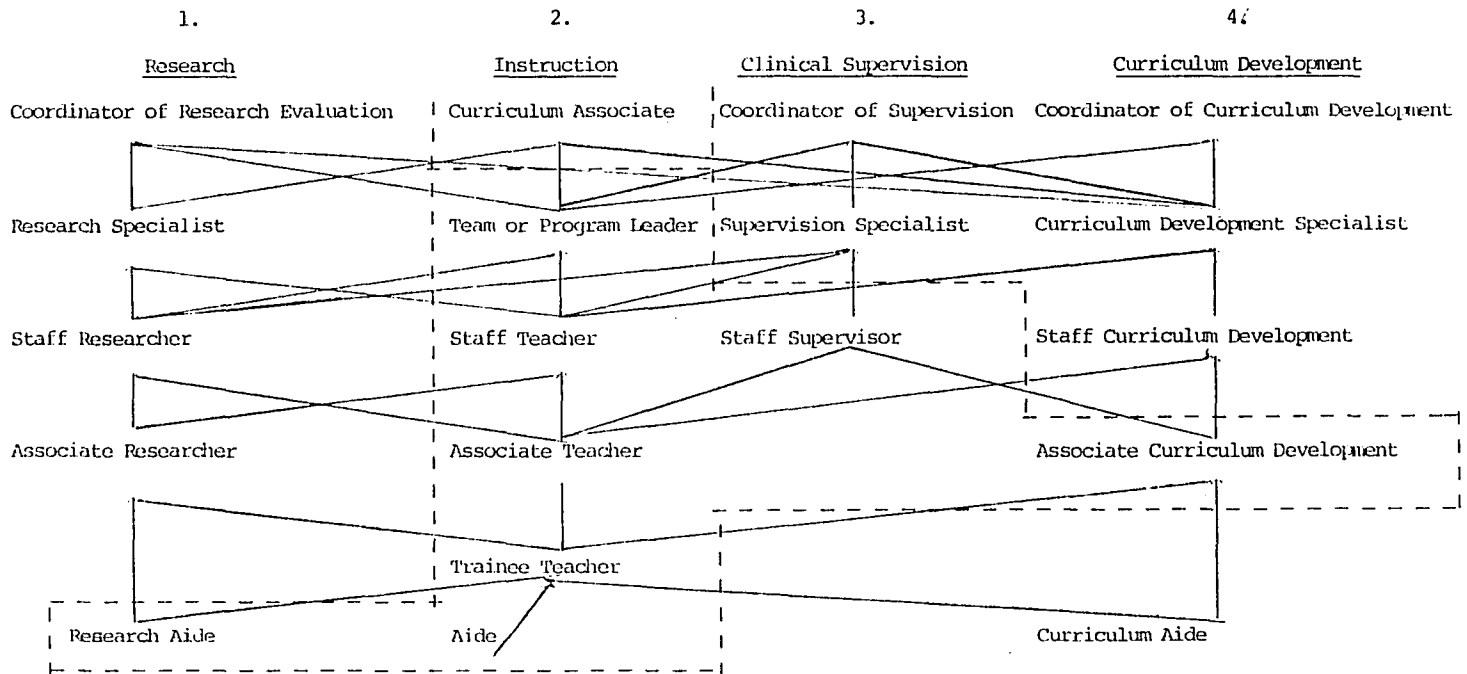 1. 2. 3. 4.
Research Instruction Clinical Supervision Curriculum Development
Coordinator of Research Evaluation Curriculum Associate Coordinator of Supervision Coordinator of Curriculum Development
Research Specialist Team or Program Leader Supervision Specialist Curriculum Development Specialist
Staff Researcher Staff Teacher Staff Supervisor Staff Curriculum Development
Associate Researcher Associate Teacher Associate Curriculum Development
Trainee Teacher
Research Aide Aide Curriculum Aide